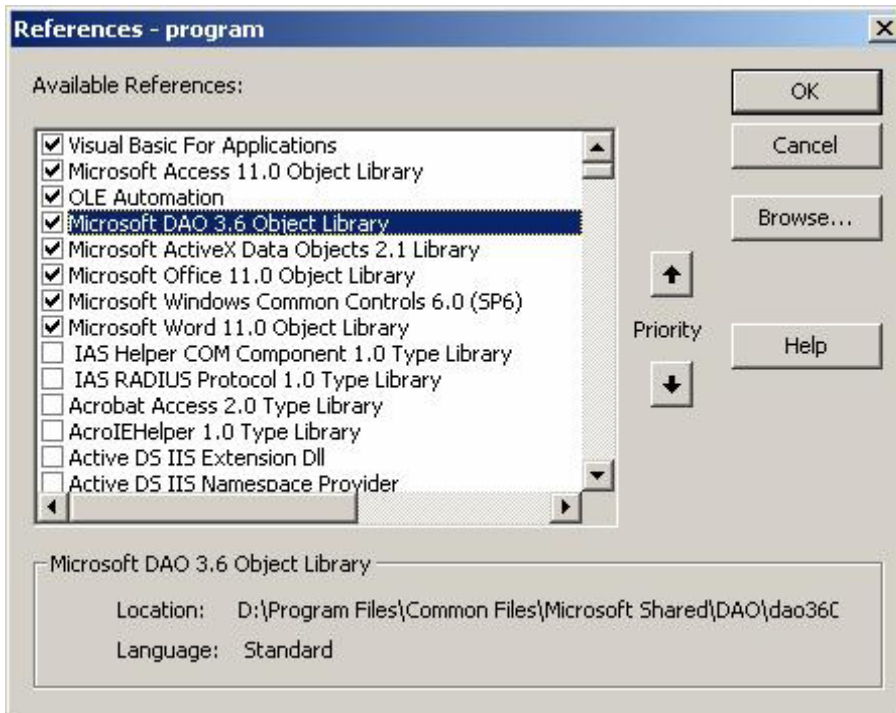 References - program
Available References:
Visual Basic For Applications
Microsoft Access 11.0 Object Library
OLE Automation
Microsoft DAO 3.6 Object Library
Microsoft ActiveX Data Objects 2.1 Library
Microsoft Office 11.0 Object Library
Microsoft Windows Common Controls 6.0 (SP6)
Microsoft Word 11.0 Object Library
IAS Helper COM Component 1.0 Type Library
IAS RADIUS Protocol 1.0 Type Library
Acrobat Access 2.0 Type Library
AcroIEHelper 1.0 Type Library
Active DS IIS Extension Dll
Active DS IIS Namespace Provider
Priority
OK
Cancel
Browse...
Help
Microsoft DAO 3.6 Object Library
Location: D:\Program Files\Common Files\Microsoft Shared\DAO\dao360
Language: Standard